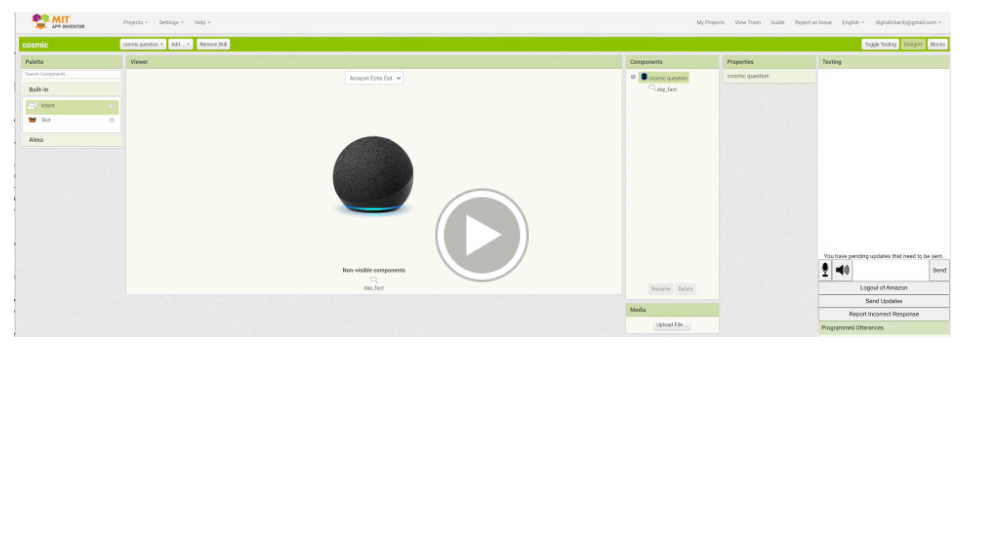 MIT
APP INVENTOR
Projects Settings Help
My Projects View Trash Guide Report an Issue English digitalcharity@gmail.com
cosmic
cosmic question Add ... Remove Skill
Toggle Testing Designer Blocks
Palette
Search Components...
Built-In
Intent
Slot
Alexa
Viewer
Amazon Echo Dot
Non-visible components
day_fact
Components
cosmic question
day_fact
Rename Delete
Media
Upload File ...
Properties
cosmic question
Testing
You have pending updates that need to be sent.
Send
Logout of Amazon
Send Updates
Report Incorrect Response
Programmed Utterances